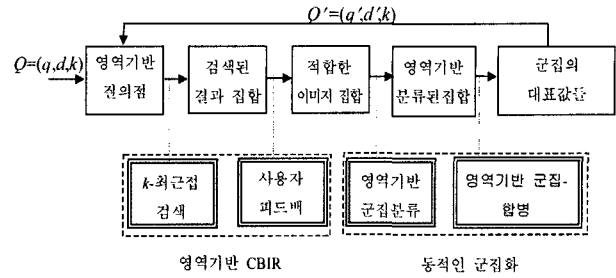 Q'=(q',d',k)
Q=(q,d,k)
영역기반
질의점
검색된
결과 집합
적합한
이미지 집합
영역기반
분류된집합
군집의
대표값들
k-최근접
검색
사용자
피드백
영역기반
군집분류
영역기반 군집-
합병
영역기반 CBIR
동적인 군집화